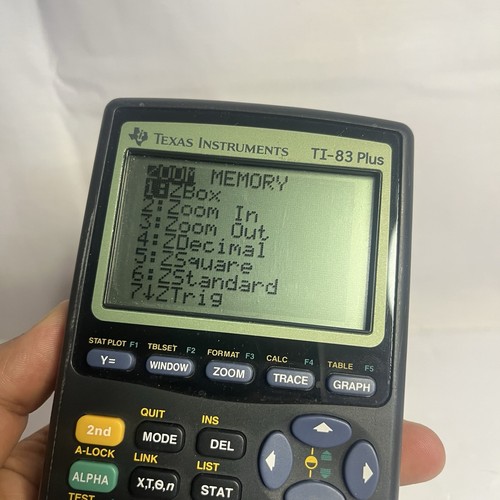 TEXAS INSTRUMENTS TI-83 Plus
ZOOM MEMORY
1:ZBox
2:Zoom In
3:Zoom Out
4:ZDecimal
5:ZSquare
6:ZStandard
7↓ZTrig
STAT PLOT F1 TBLSET F2 FORMAT F3 CALC F4 TABLE F5
Y= WINDOW ZOOM TRACE GRAPH
QUIT INS
2nd MODE DEL
A-LOCK LINK LIST
ALPHA X,T,Θ,n STAT
TEST